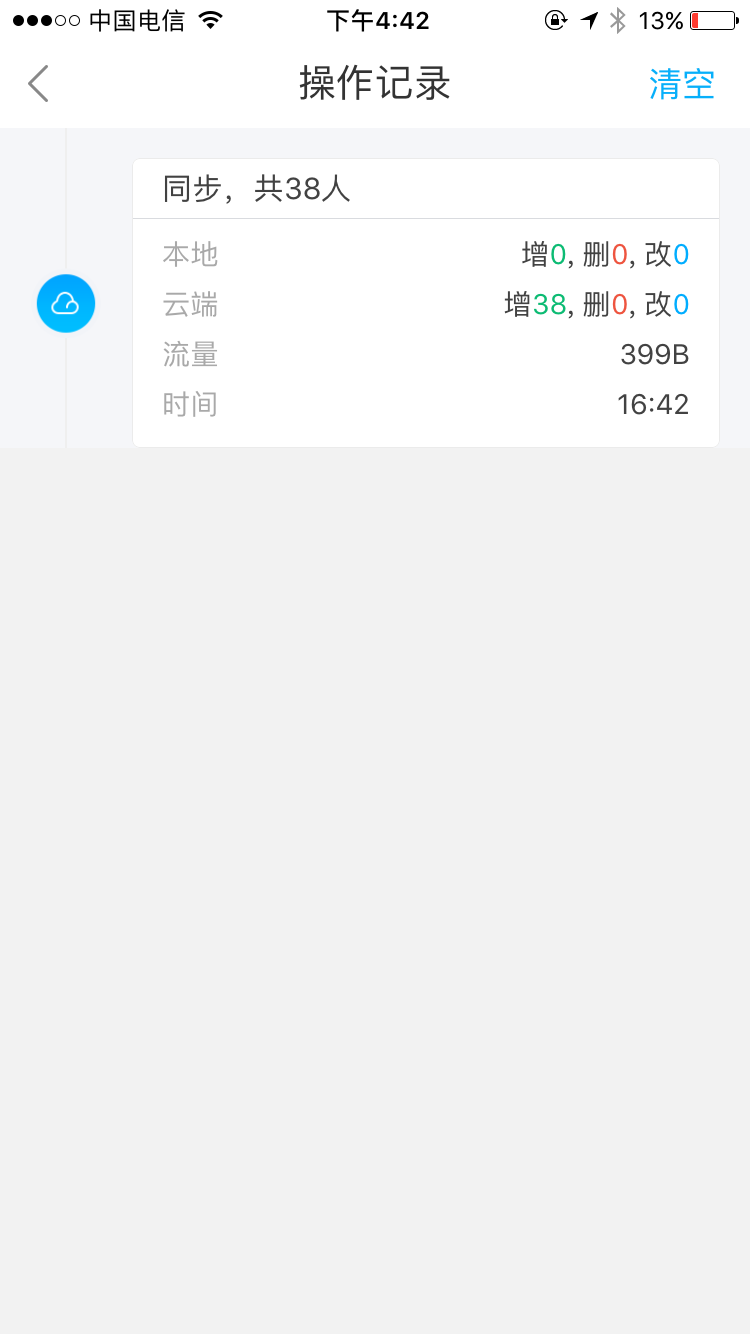 中国电信 下午4:42 13%
操作记录 清空
同步，共38人
本地 增0, 删0, 改0
云端 增38, 删0, 改0
流量 399B
时间 16:42